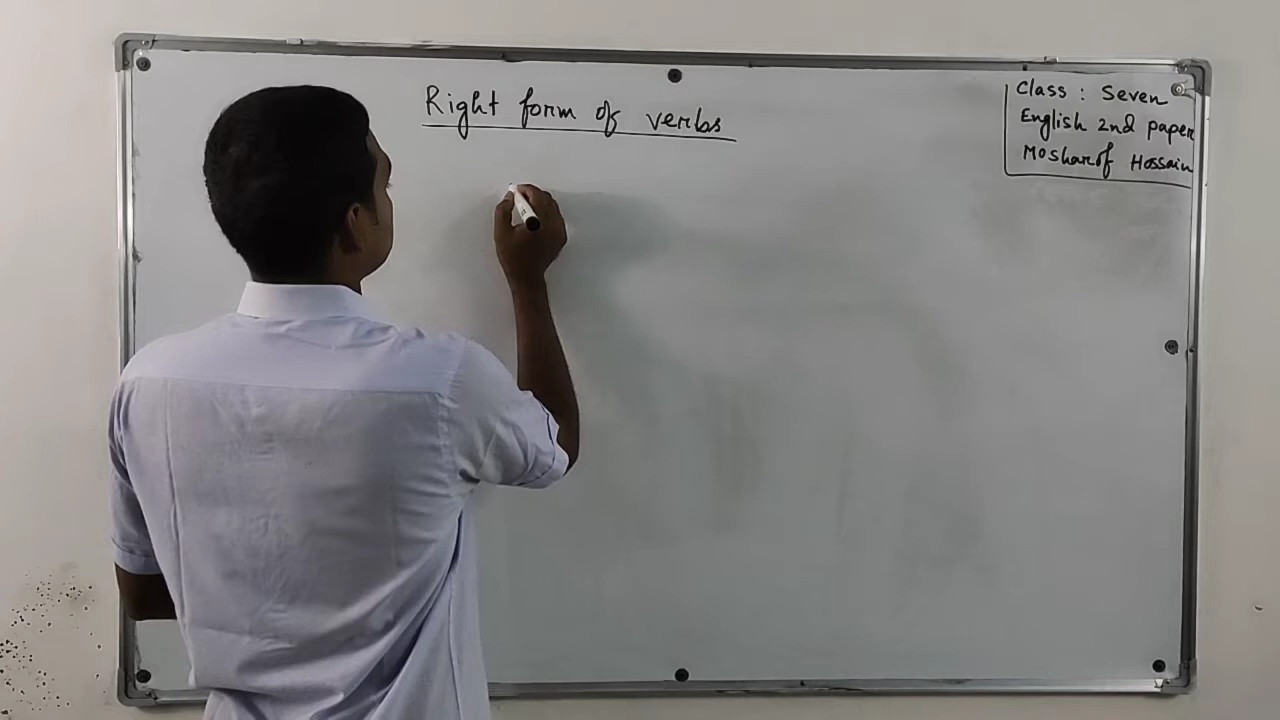 Right form of verbs
Class : Seven
English 2nd paper
Mosharof Hossain